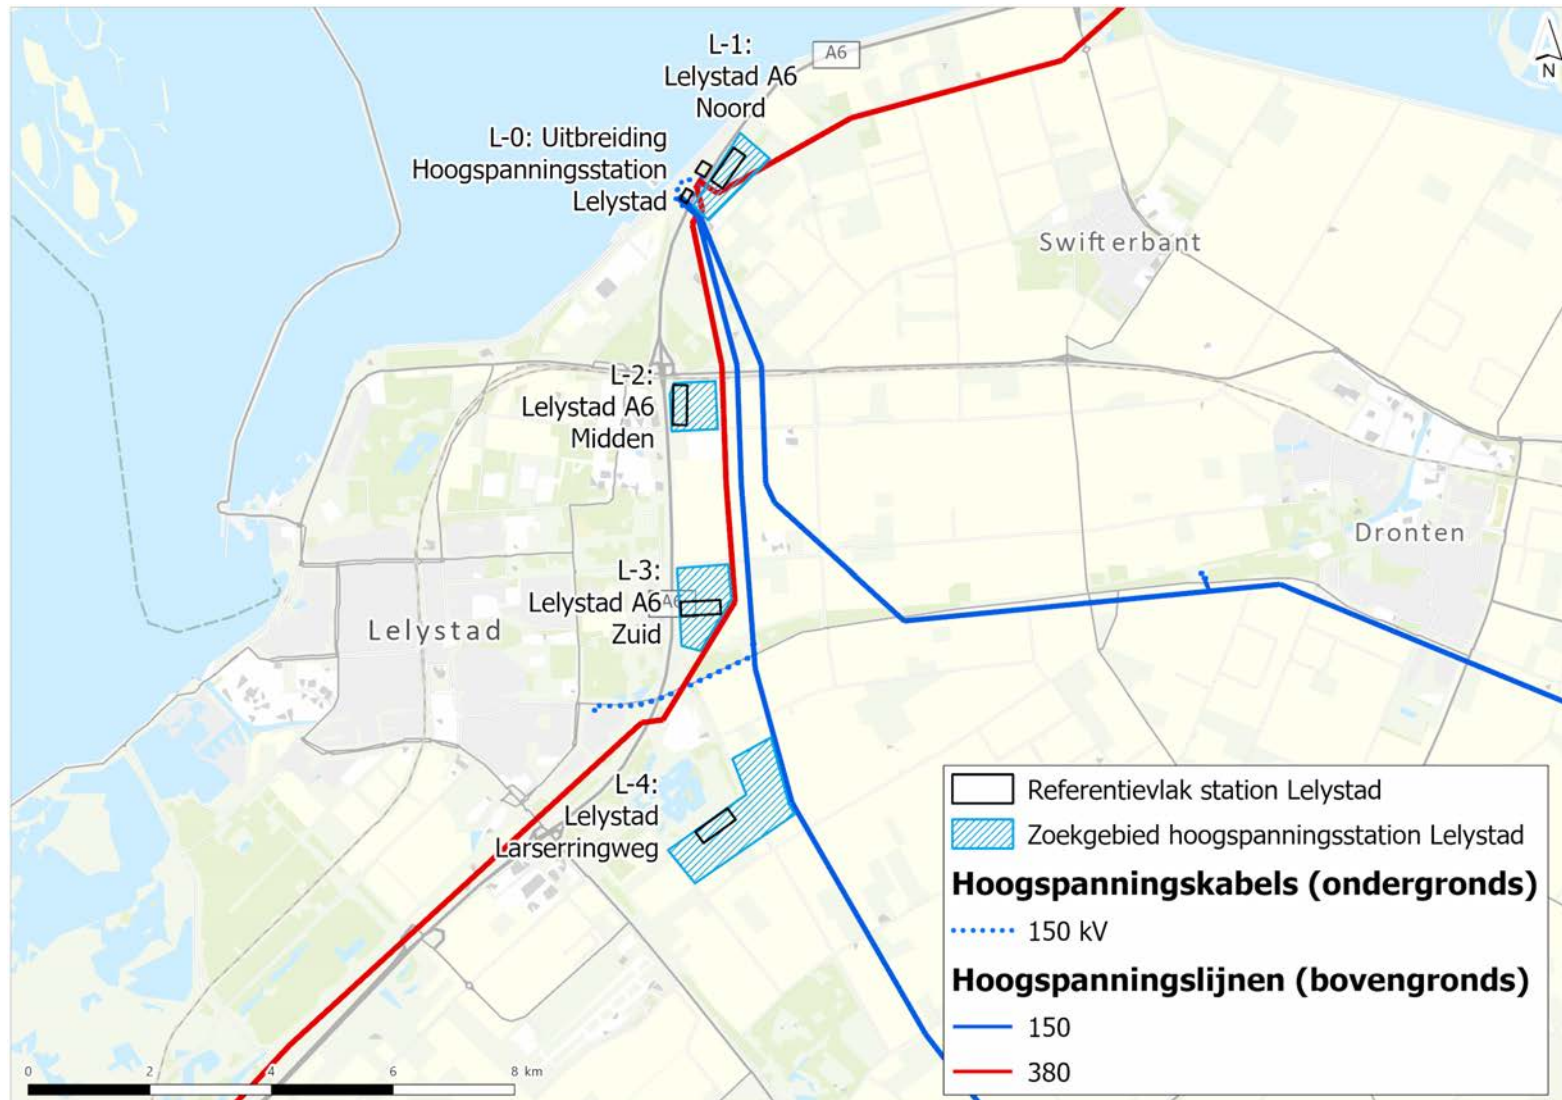 L-1:
Lelystad A6
Noord
A6
N
L-0: Uitbreiding
Hoogspanningsstation
Lelystad
Swifterbant
L-2:
Lelystad A6
Midden
Dronten
L-3:
Lelystad A6
Zuid
A6
Lelystad
L-4:
Lelystad
Larserringweg
Referentievlak station Lelystad
Zoekgebied hoogspanningsstation Lelystad
Hoogspanningskabels (ondergronds)
150 kV
Hoogspanningslijnen (bovengronds)
150
380
0 2 4 6 8 km